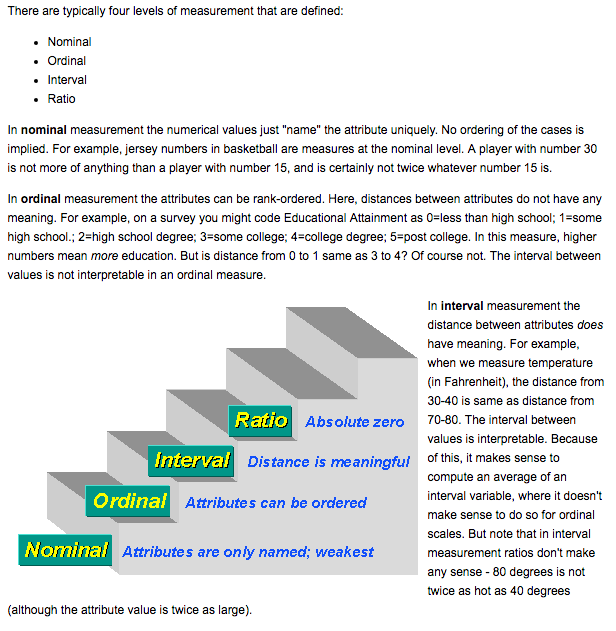 There are typically four levels of measurement that are defined:
• Nominal
• Ordinal
• Interval
• Ratio
In nominal measurement the numerical values just "name" the attribute uniquely. No ordering of the cases is
implied. For example, jersey numbers in basketball are measures at the nominal level. A player with number 30
is not more of anything than a player with number 15, and is certainly not twice whatever number 15 is.
In ordinal measurement the attributes can be rank-ordered. Here, distances between attributes do not have any
meaning. For example, on a survey you might code Educational Attainment as 0=less than high school; 1=some
high school.; 2=high school degree; 3=some college; 4=college degree; 5=post college. In this measure, higher
numbers mean more education. But is distance from 0 to 1 same as 3 to 4? Of course not. The interval between
values is not interpretable in an ordinal measure.
Ratio Absolute zero
Interval Distance is meaningful
Ordinal Attributes can be ordered
Nominal Attributes are only named; weakest
In interval measurement the
distance between attributes does
have meaning. For example,
when we measure temperature
(in Fahrenheit), the distance from
30-40 is same as distance from
70-80. The interval between
values is interpretable. Because
of this, it makes sense to
compute an average of an
interval variable, where it doesn't
make sense to do so for ordinal
scales. But note that in interval
measurement ratios don't make
any sense - 80 degrees is not
twice as hot as 40 degrees
(although the attribute value is twice as large).